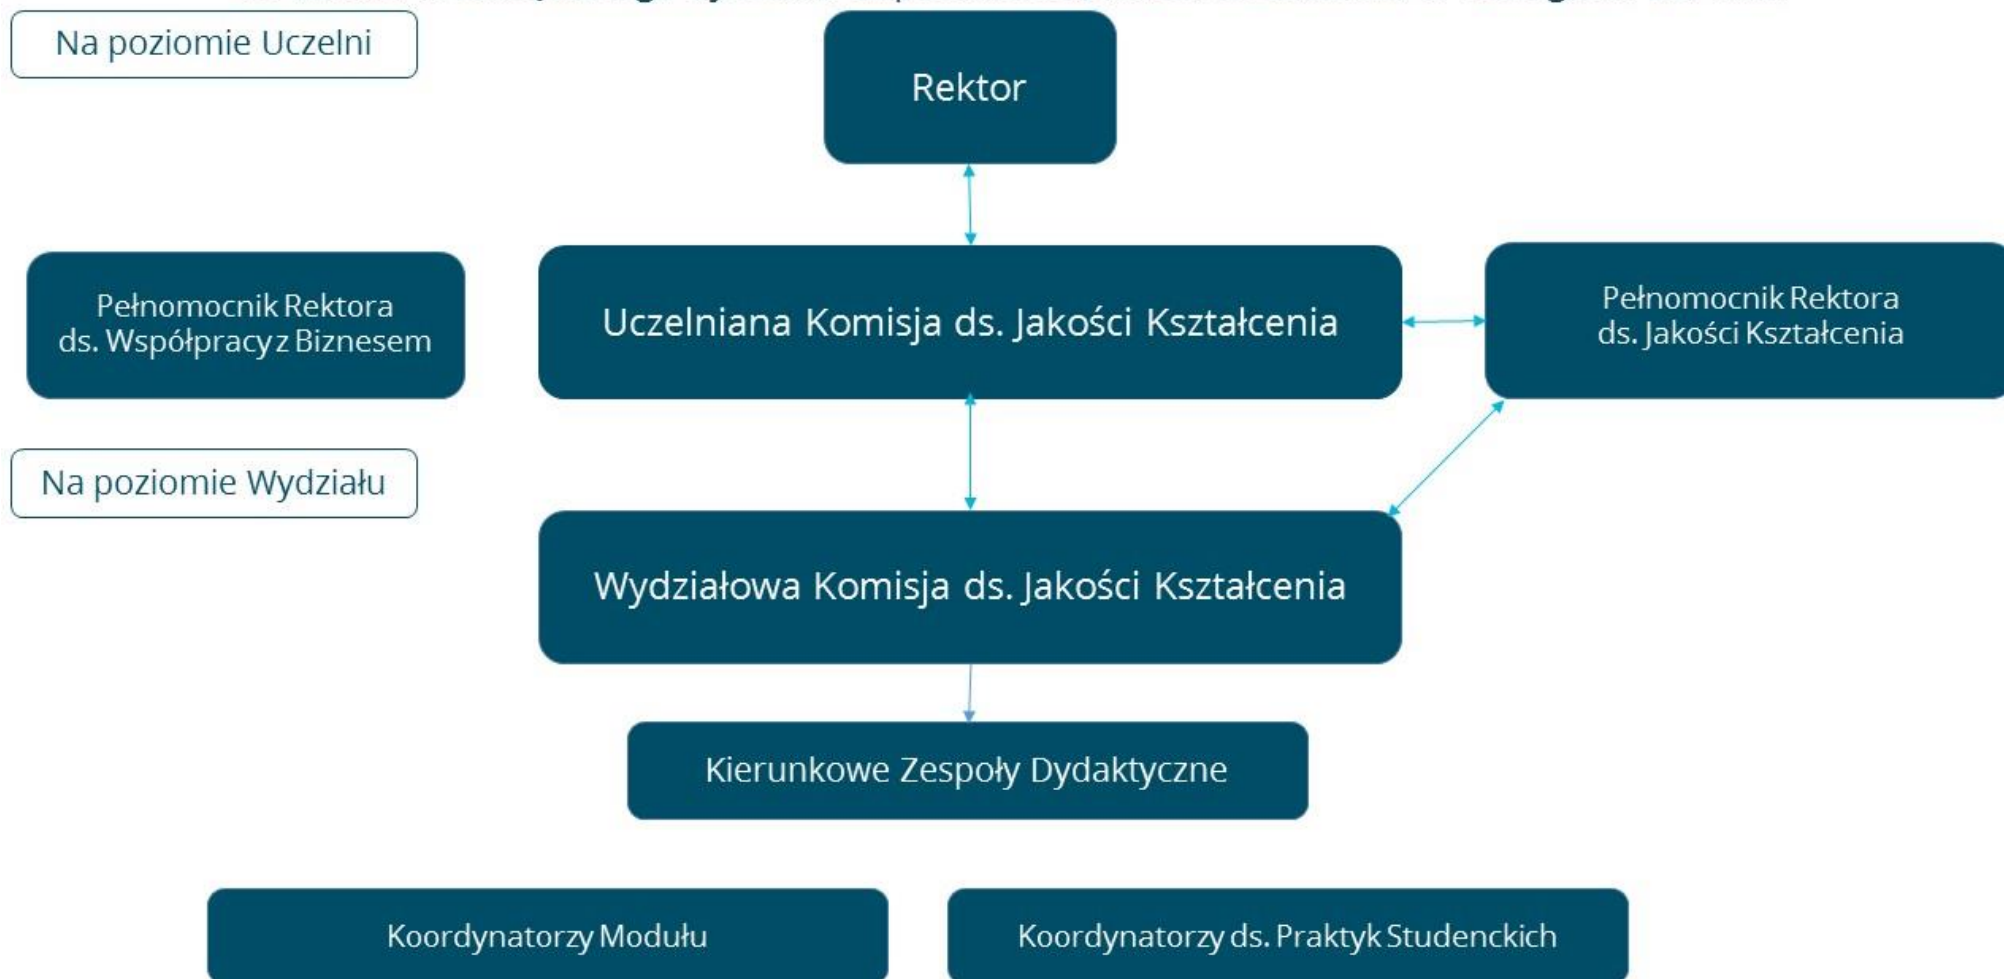 Na poziomie Uczelni
Rektor
Pełnomocnik Rektora
ds. Współpracy z Biznesem
Uczelniana Komisja ds. Jakości Kształcenia
Pełnomocnik Rektora
ds. Jakości Kształcenia
Na poziomie Wydziału
Wydziałowa Komisja ds. Jakości Kształcenia
Kierunkowe Zespoły Dydaktyczne
Koordynatorzy Modułu
Koordynatorzy ds. Praktyk Studenckich